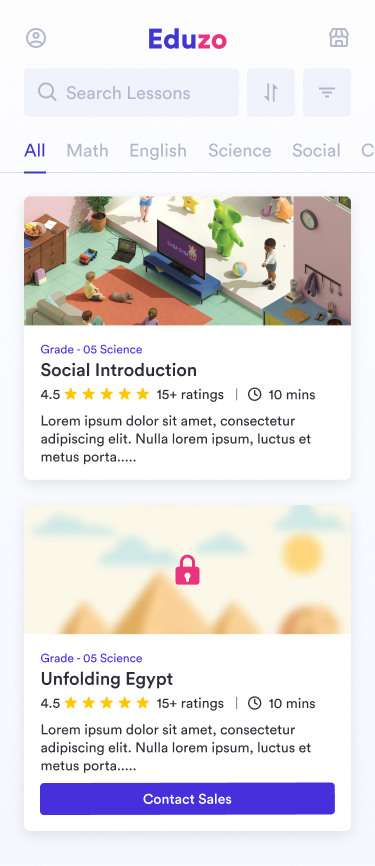 Eduzo
Search Lessons
All Math English Science Social C
Grade - 05 Science
Social Introduction
4.5 15+ ratings | 10 mins
Lorem ipsum dolor sit amet, consectetur
adipiscing elit. Nulla lorem ipsum, luctus et
metus porta.....
Grade - 05 Science
Unfolding Egypt
4.5 15+ ratings | 10 mins
Lorem ipsum dolor sit amet, consectetur
adipiscing elit. Nulla lorem ipsum, luctus et
metus porta.....
Contact Sales